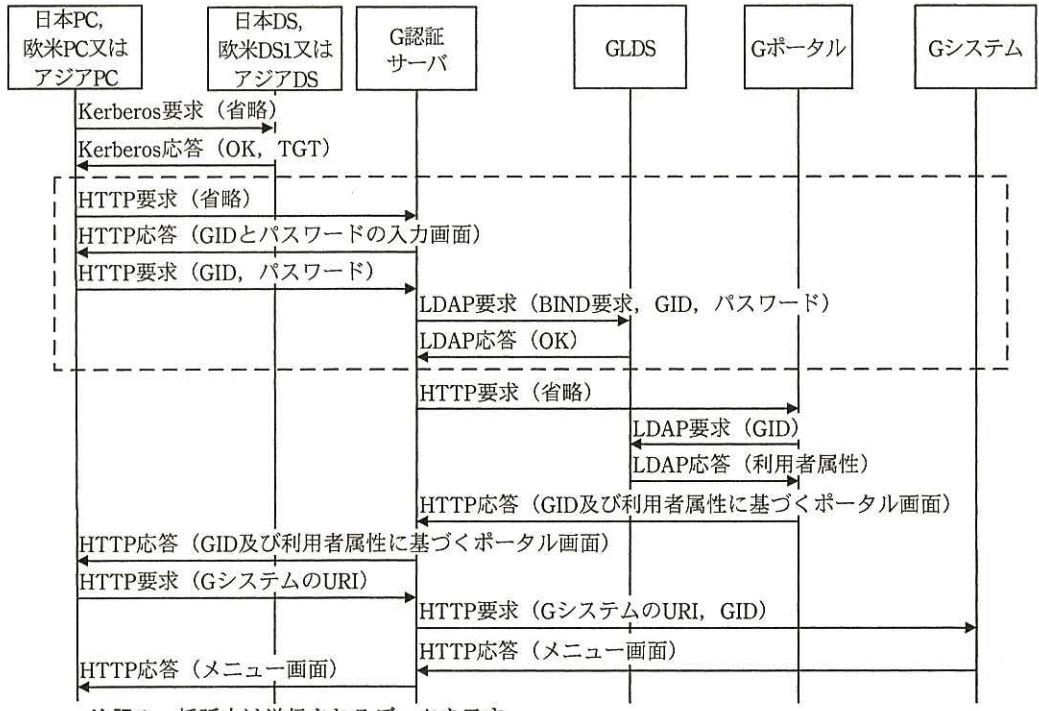 日本PC,
欧米PC又は
アジアPC
日本DS,
欧米DS1又は
アジアDS
G認証
サーバ
GLDS
Gポータル
Gシステム
Kerberos要求（省略）
Kerberos応答（OK，TGT）
HTTP要求（省略）
HTTP応答（GIDとパスワードの入力画面）
HTTP要求（GID，パスワード）
LDAP要求（BIND要求，GID，パスワード）
LDAP応答（OK）
HTTP要求（省略）
LDAP要求（GID）
LDAP応答（利用者属性）
HTTP応答（GID及び利用者属性に基づくポータル画面）
HTTP応答（GID及び利用者属性に基づくポータル画面）
HTTP要求（GシステムのURI）
HTTP要求（GシステムのURI，GID）
HTTP応答（メニュー画面）
HTTP応答（メニュー画面）